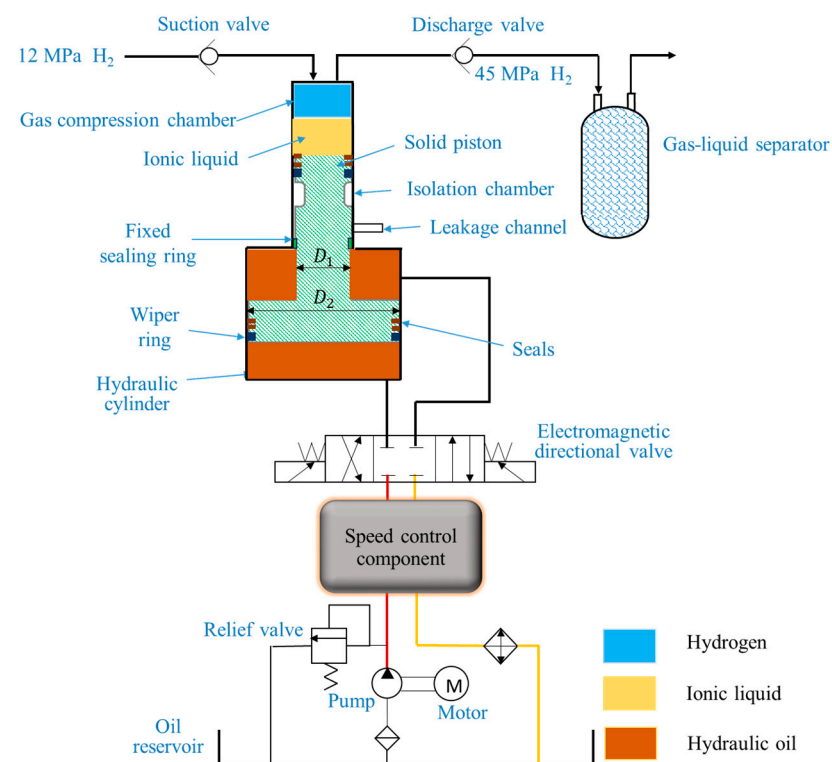 Suction valve
Discharge valve
12 MPa H₂
45 MPa H₂
Gas compression chamber
Solid piston
Gas-liquid separator
Ionic liquid
Isolation chamber
Leakage channel
Fixed
sealing ring
D₁
D₂
Wiper
ring
Seals
Hydraulic
cylinder
Electromagnetic
directional valve
Speed control
component
Relief valve
Hydrogen
M
Pump
Motor
Ionic liquid
Oil
reservoir
Hydraulic oil